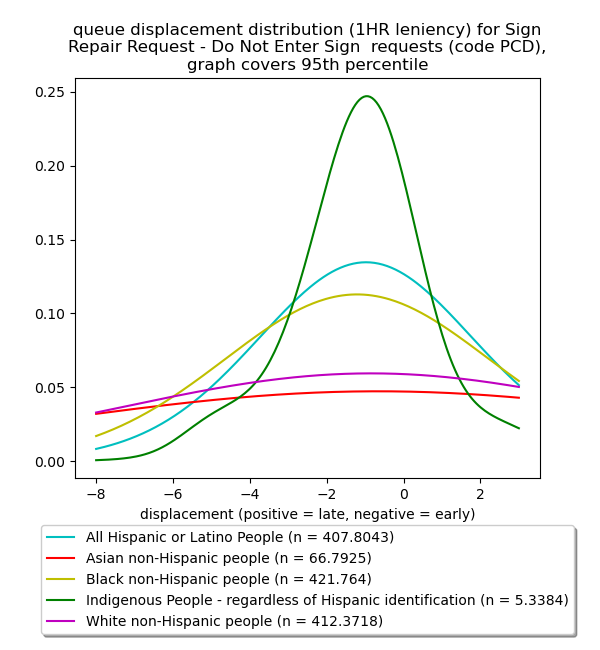 queue displacement distribution (1HR leniency) for Sign
Repair Request - Do Not Enter Sign  requests (code PCD),
graph covers 95th percentile
0.25
0.20
0.15
0.10
0.05
0.00
−8 −6 −4 −2 0 2
displacement (positive = late, negative = early)
All Hispanic or Latino People (n = 407.8043)
Asian non-Hispanic people (n = 66.7925)
Black non-Hispanic people (n = 421.764)
Indigenous People - regardless of Hispanic identification (n = 5.3384)
White non-Hispanic people (n = 412.3718)